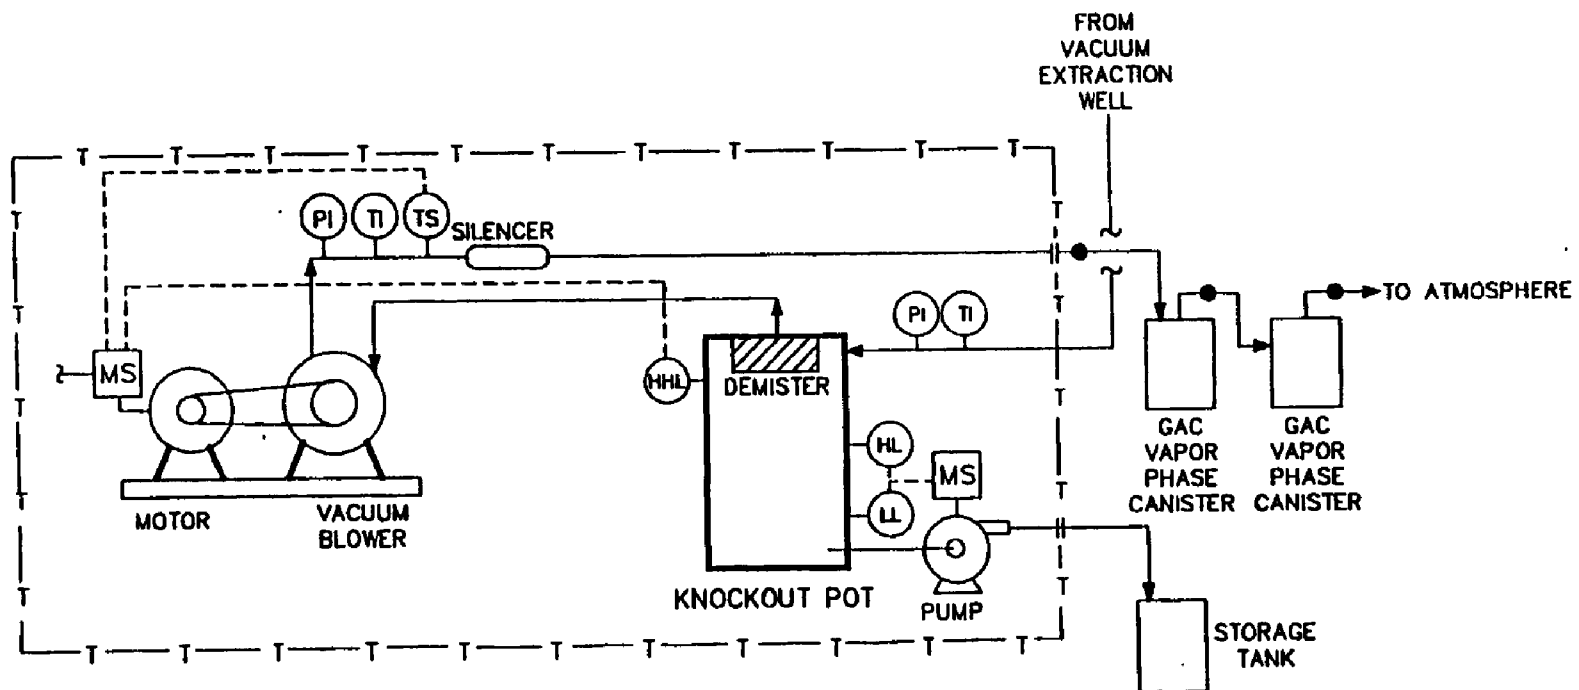 FROM
VACUUM
EXTRACTION
WELL
T T T T T T T T T T T
T
T
T
T
T
T
T
T
T
T
PI
TI
TS
SILENCER
PI
TI
TO ATMOSPHERE
MS
HHL
DEMISTER
GAC
VAPOR
PHASE
CANISTER
GAC
VAPOR
PHASE
CANISTER
HL
MS
LL
MOTOR
VACUUM
BLOWER
KNOCKOUT POT
PUMP
STORAGE
TANK
T T T T T T T T T T T